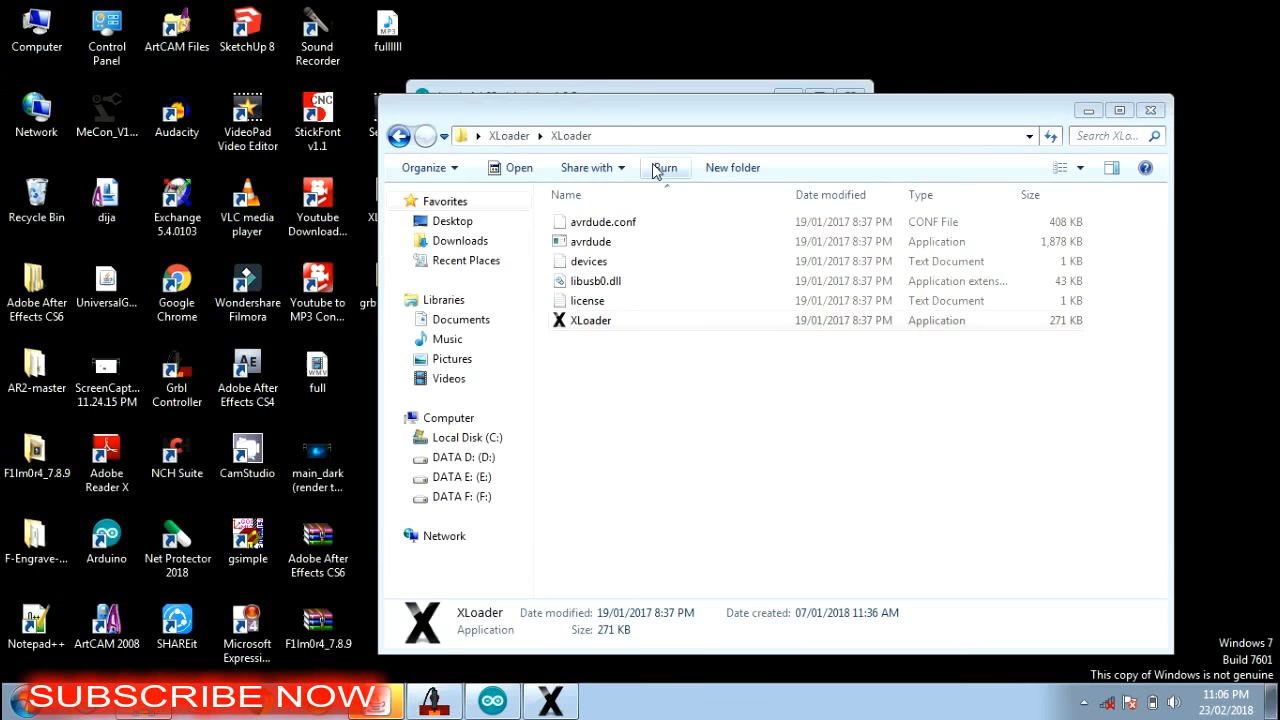 Computer
Control
Panel
ArtCAM Files
SketchUp 8
Sound
Recorder
MP3
fullllll
Network
MeCon_V1...
Audacity
VideoPad
Video Editor
CNC
StickFont
v1.1
Recycle Bin
dija
Exchange
5.4.0103
VLC media
player
Youtube
Download...
Adobe After
Effects CS6
UniversalG...
Google
Chrome
Wondershare
Filmora
Youtube to
MP3 Con...
grb
AR2-master
ScreenCapt...
11.24.15 PM
Grbl
Controller
AE
Adobe After
Effects CS4
WMV
full
F1lm0r4_7.8.9
Adobe
Reader X
NCH Suite
CamStudio
main_dark
(render t...
F-Engrave-...
Arduino
Net Protector
2018
gsimple
Adobe After
Effects CS6
Notepad++
ArtCAM 2008
SHAREit
Microsoft
Expressi...
F1lm0r4_7.8.9
XLoader
XLoader
Search XLo...
Organize
Open
Share with
Burn
New folder
Name
Date modified
Type
Size
avrdude.conf
19/01/2017 8:37 PM
CONF File
408 KB
avrdude
19/01/2017 8:37 PM
Application
1,878 KB
devices
19/01/2017 8:37 PM
Text Document
1 KB
libusb0.dll
19/01/2017 8:37 PM
Application extens...
43 KB
license
19/01/2017 8:37 PM
Text Document
1 KB
XLoader
19/01/2017 8:37 PM
Application
271 KB
Favorites
Desktop
Downloads
Recent Places
Libraries
Documents
Music
Pictures
Videos
Computer
Local Disk (C:)
DATA D: (D:)
DATA E: (E:)
DATA F: (F:)
Network
XLoader
Date modified: 19/01/2017 8:37 PM
Date created: 07/01/2018 11:36 AM
Application
Size: 271 KB
Windows 7
Build 7601
This copy of Windows is not genuine
SUBSCRIBE NOW
11:06 PM
23/02/2018